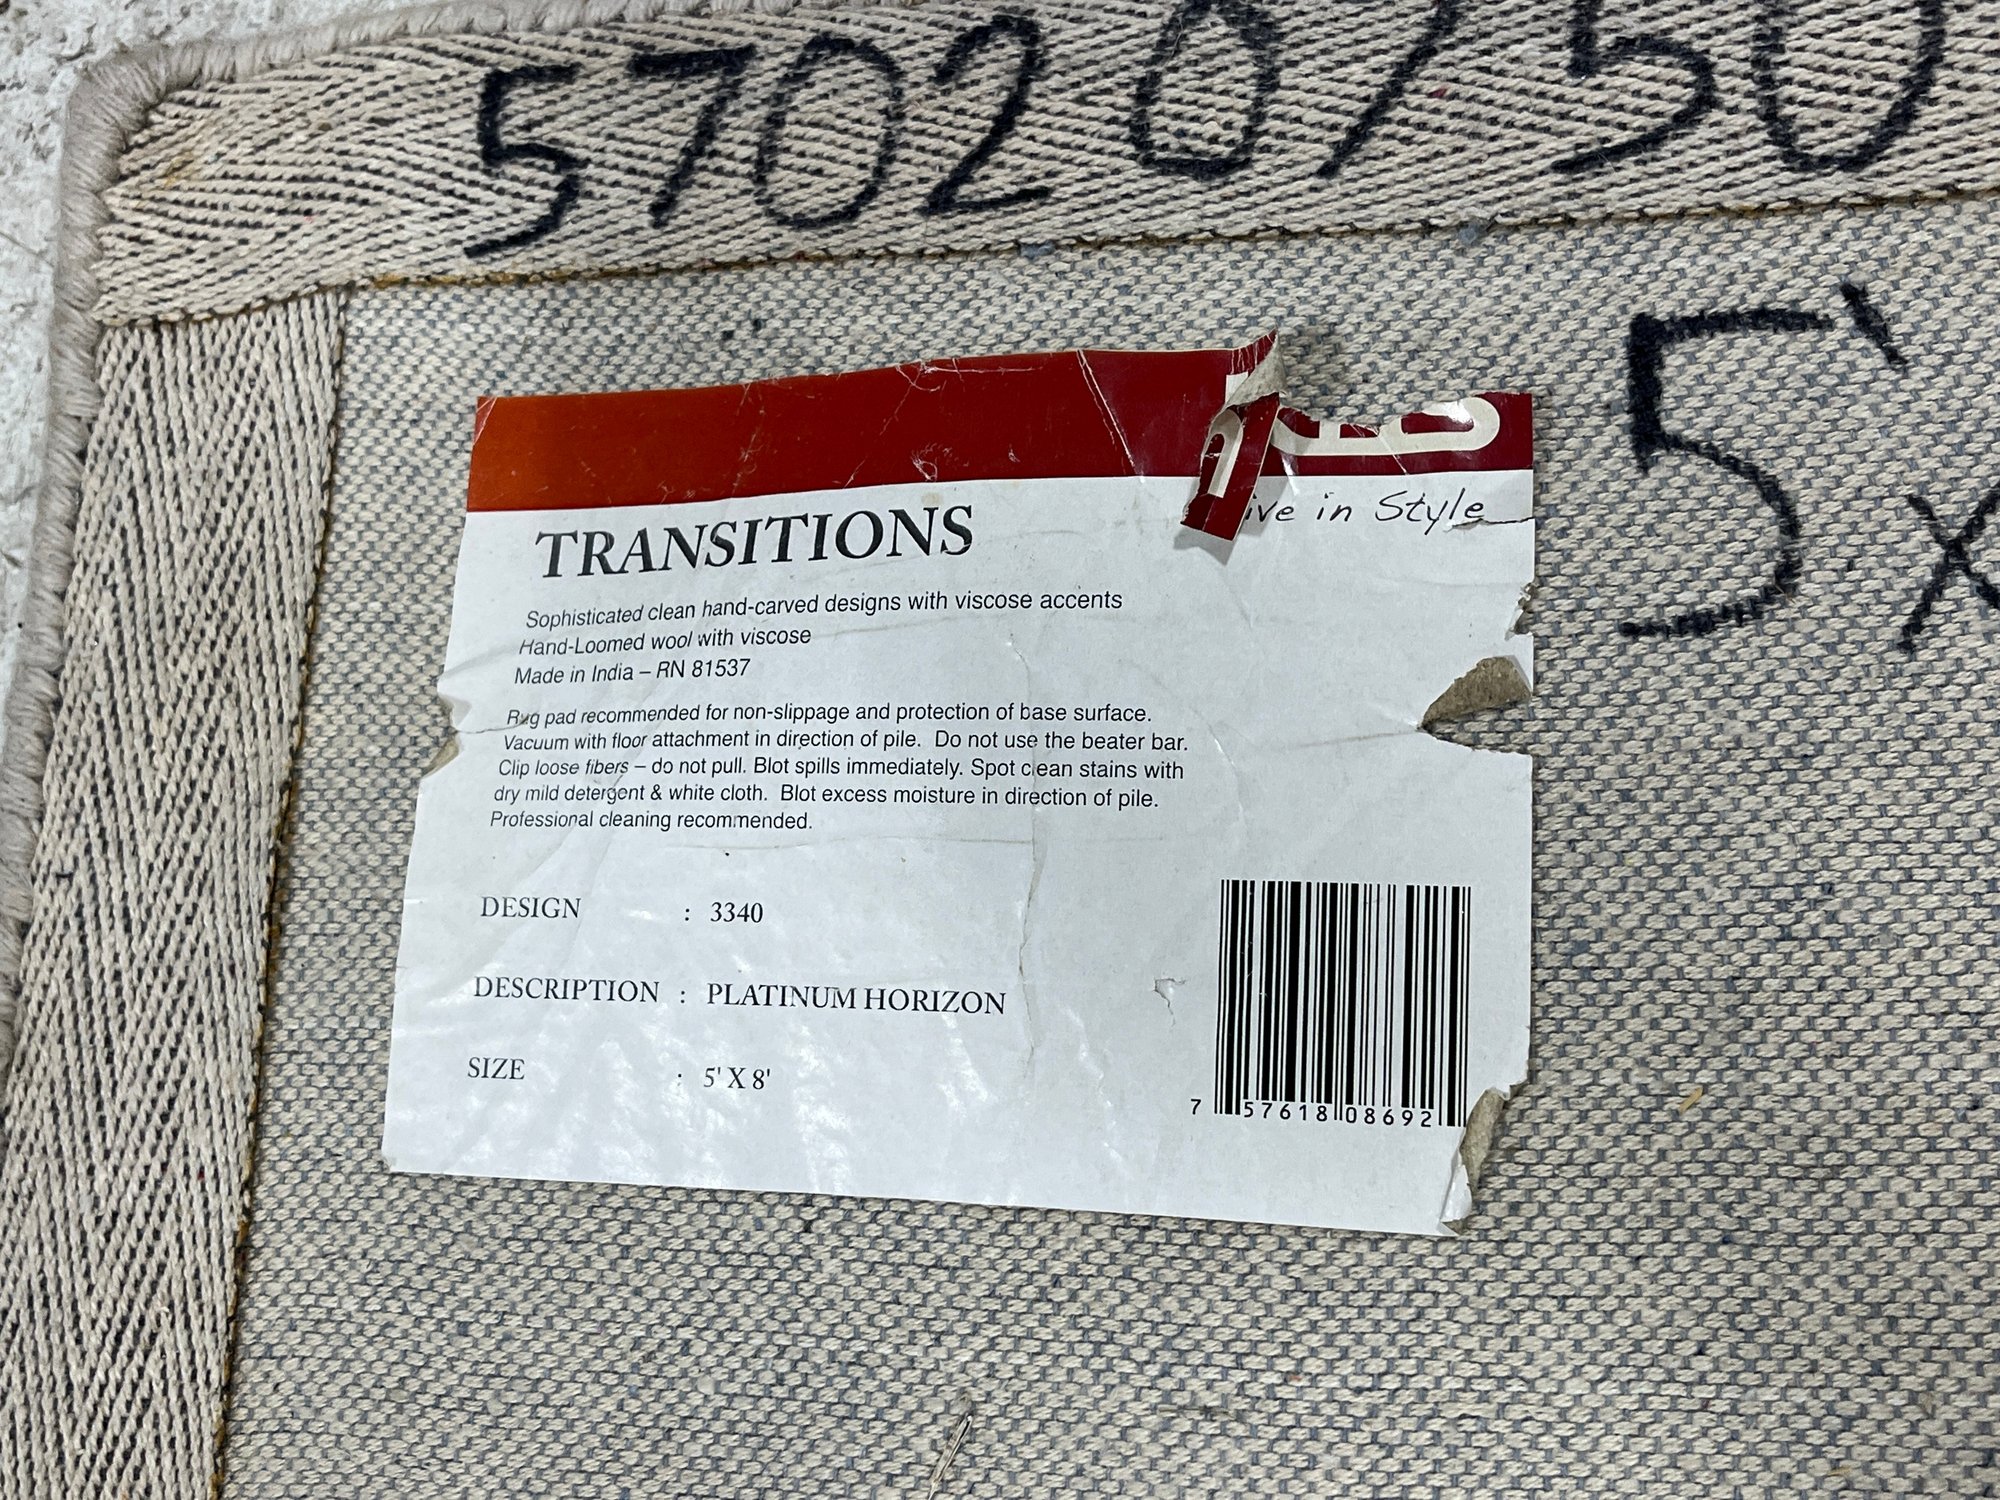 5702 0750
5' x
ive in Style
TRANSITIONS
Sophisticated clean hand-carved designs with viscose accents
Hand-Loomed wool with viscose
Made in India – RN 81537
Rug pad recommended for non-slippage and protection of base surface.
Vacuum with floor attachment in direction of pile. Do not use the beater bar.
Clip loose fibers – do not pull. Blot spills immediately. Spot clean stains with
dry mild detergent & white cloth. Blot excess moisture in direction of pile.
Professional cleaning recommended.
DESIGN : 3340
DESCRIPTION : PLATINUM HORIZON
SIZE : 5' X 8'
7 57618 08692